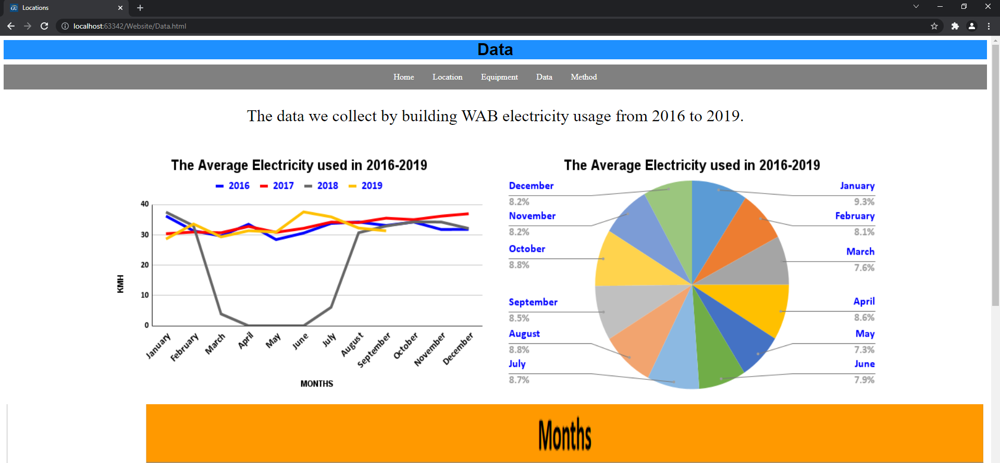 GU Locations
localhost:63342/Website/Data.html
Data
Home Location Equipment Data Method
The data we collect by building WAB electricity usage from 2016 to 2019.
The Average Electricity used in 2016-2019
2016 2017 2018 2019
40
30
20
10
0
KMH
January February March April May June July August September October November December
MONTHS
The Average Electricity used in 2016-2019
December
8.2%
November
8.2%
October
8.8%
September
8.5%
August
8.8%
July
8.7%
January
9.3%
February
8.1%
March
7.6%
April
8.6%
May
7.3%
June
7.9%
Months